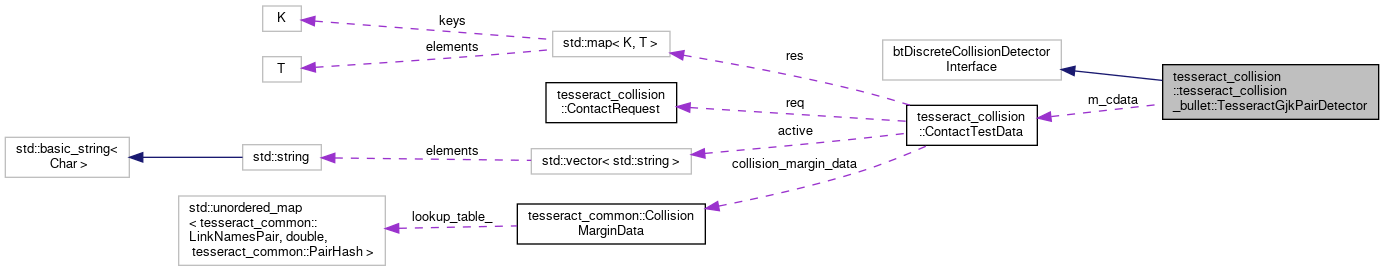 K
keys
T
elements
std::map< K, T >
res
btDiscreteCollisionDetector
Interface
tesseract_collision
::tesseract_collision
_bullet::TesseractGjkPairDetector
m_cdata
tesseract_collision
::ContactRequest
req
tesseract_collision
::ContactTestData
active
std::basic_string<
Char >
std::string
elements
std::vector< std::string >
collision_margin_data
std::unordered_map
< tesseract_common::
LinkNamesPair, double,
tesseract_common::PairHash >
lookup_table_
tesseract_common::Collision
MarginData